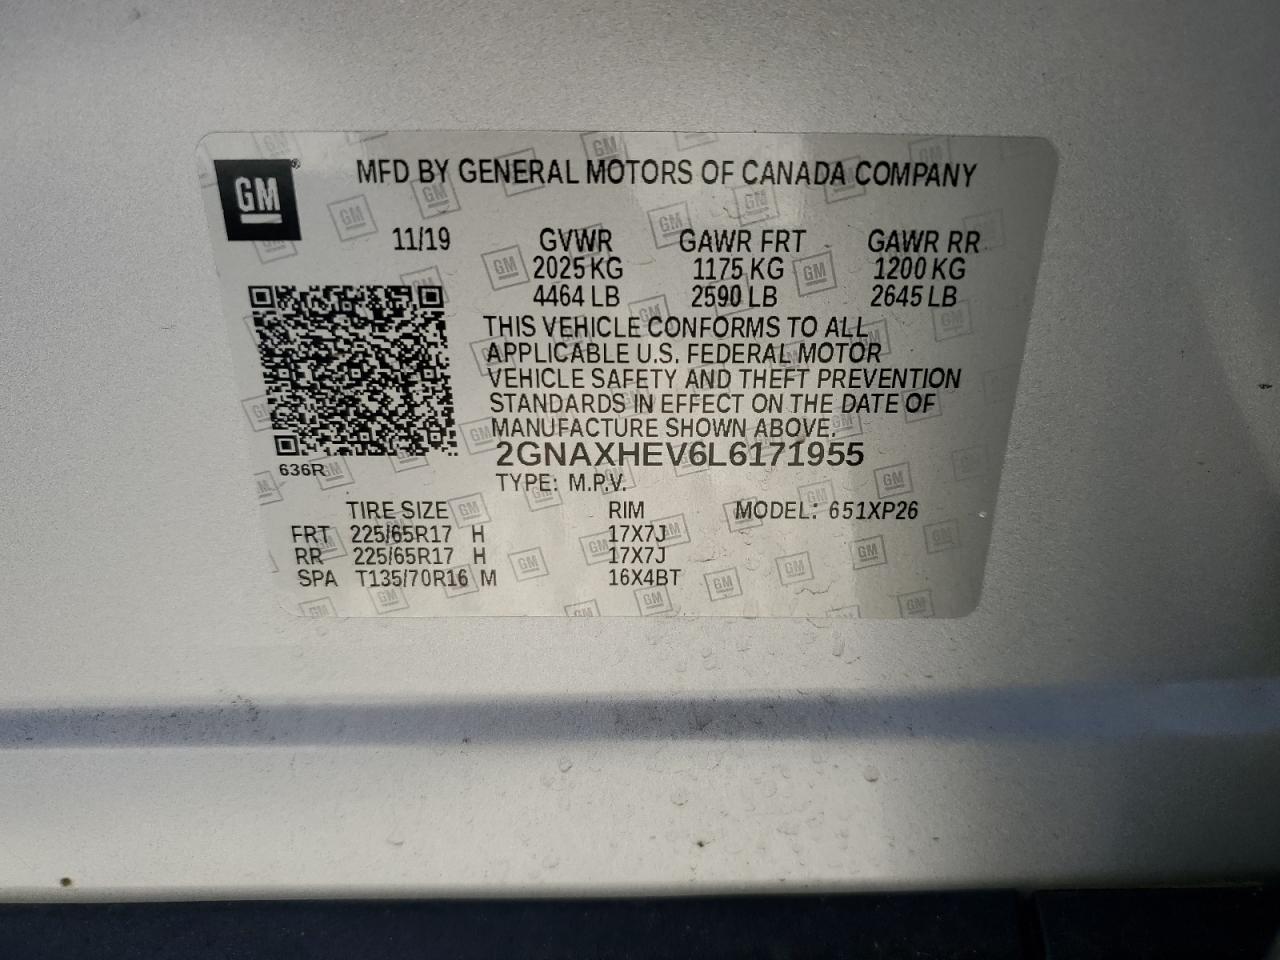 GM
MFD BY GENERAL MOTORS OF CANADA COMPANY
11/19 GVWR GAWR FRT GAWR RR
2025 KG 1175 KG 1200 KG
4464 LB 2590 LB 2645 LB
THIS VEHICLE CONFORMS TO ALL
APPLICABLE U.S. FEDERAL MOTOR
VEHICLE SAFETY AND THEFT PREVENTION
STANDARDS IN EFFECT ON THE DATE OF
MANUFACTURE SHOWN ABOVE.
2GNAXHEV6L6171955
636R
TYPE: M.P.V.
TIRE SIZE RIM MODEL: 651XP26
FRT 225/65R17 H 17X7J
RR 225/65R17 H 17X7J
SPA T135/70R16 M 16X4BT